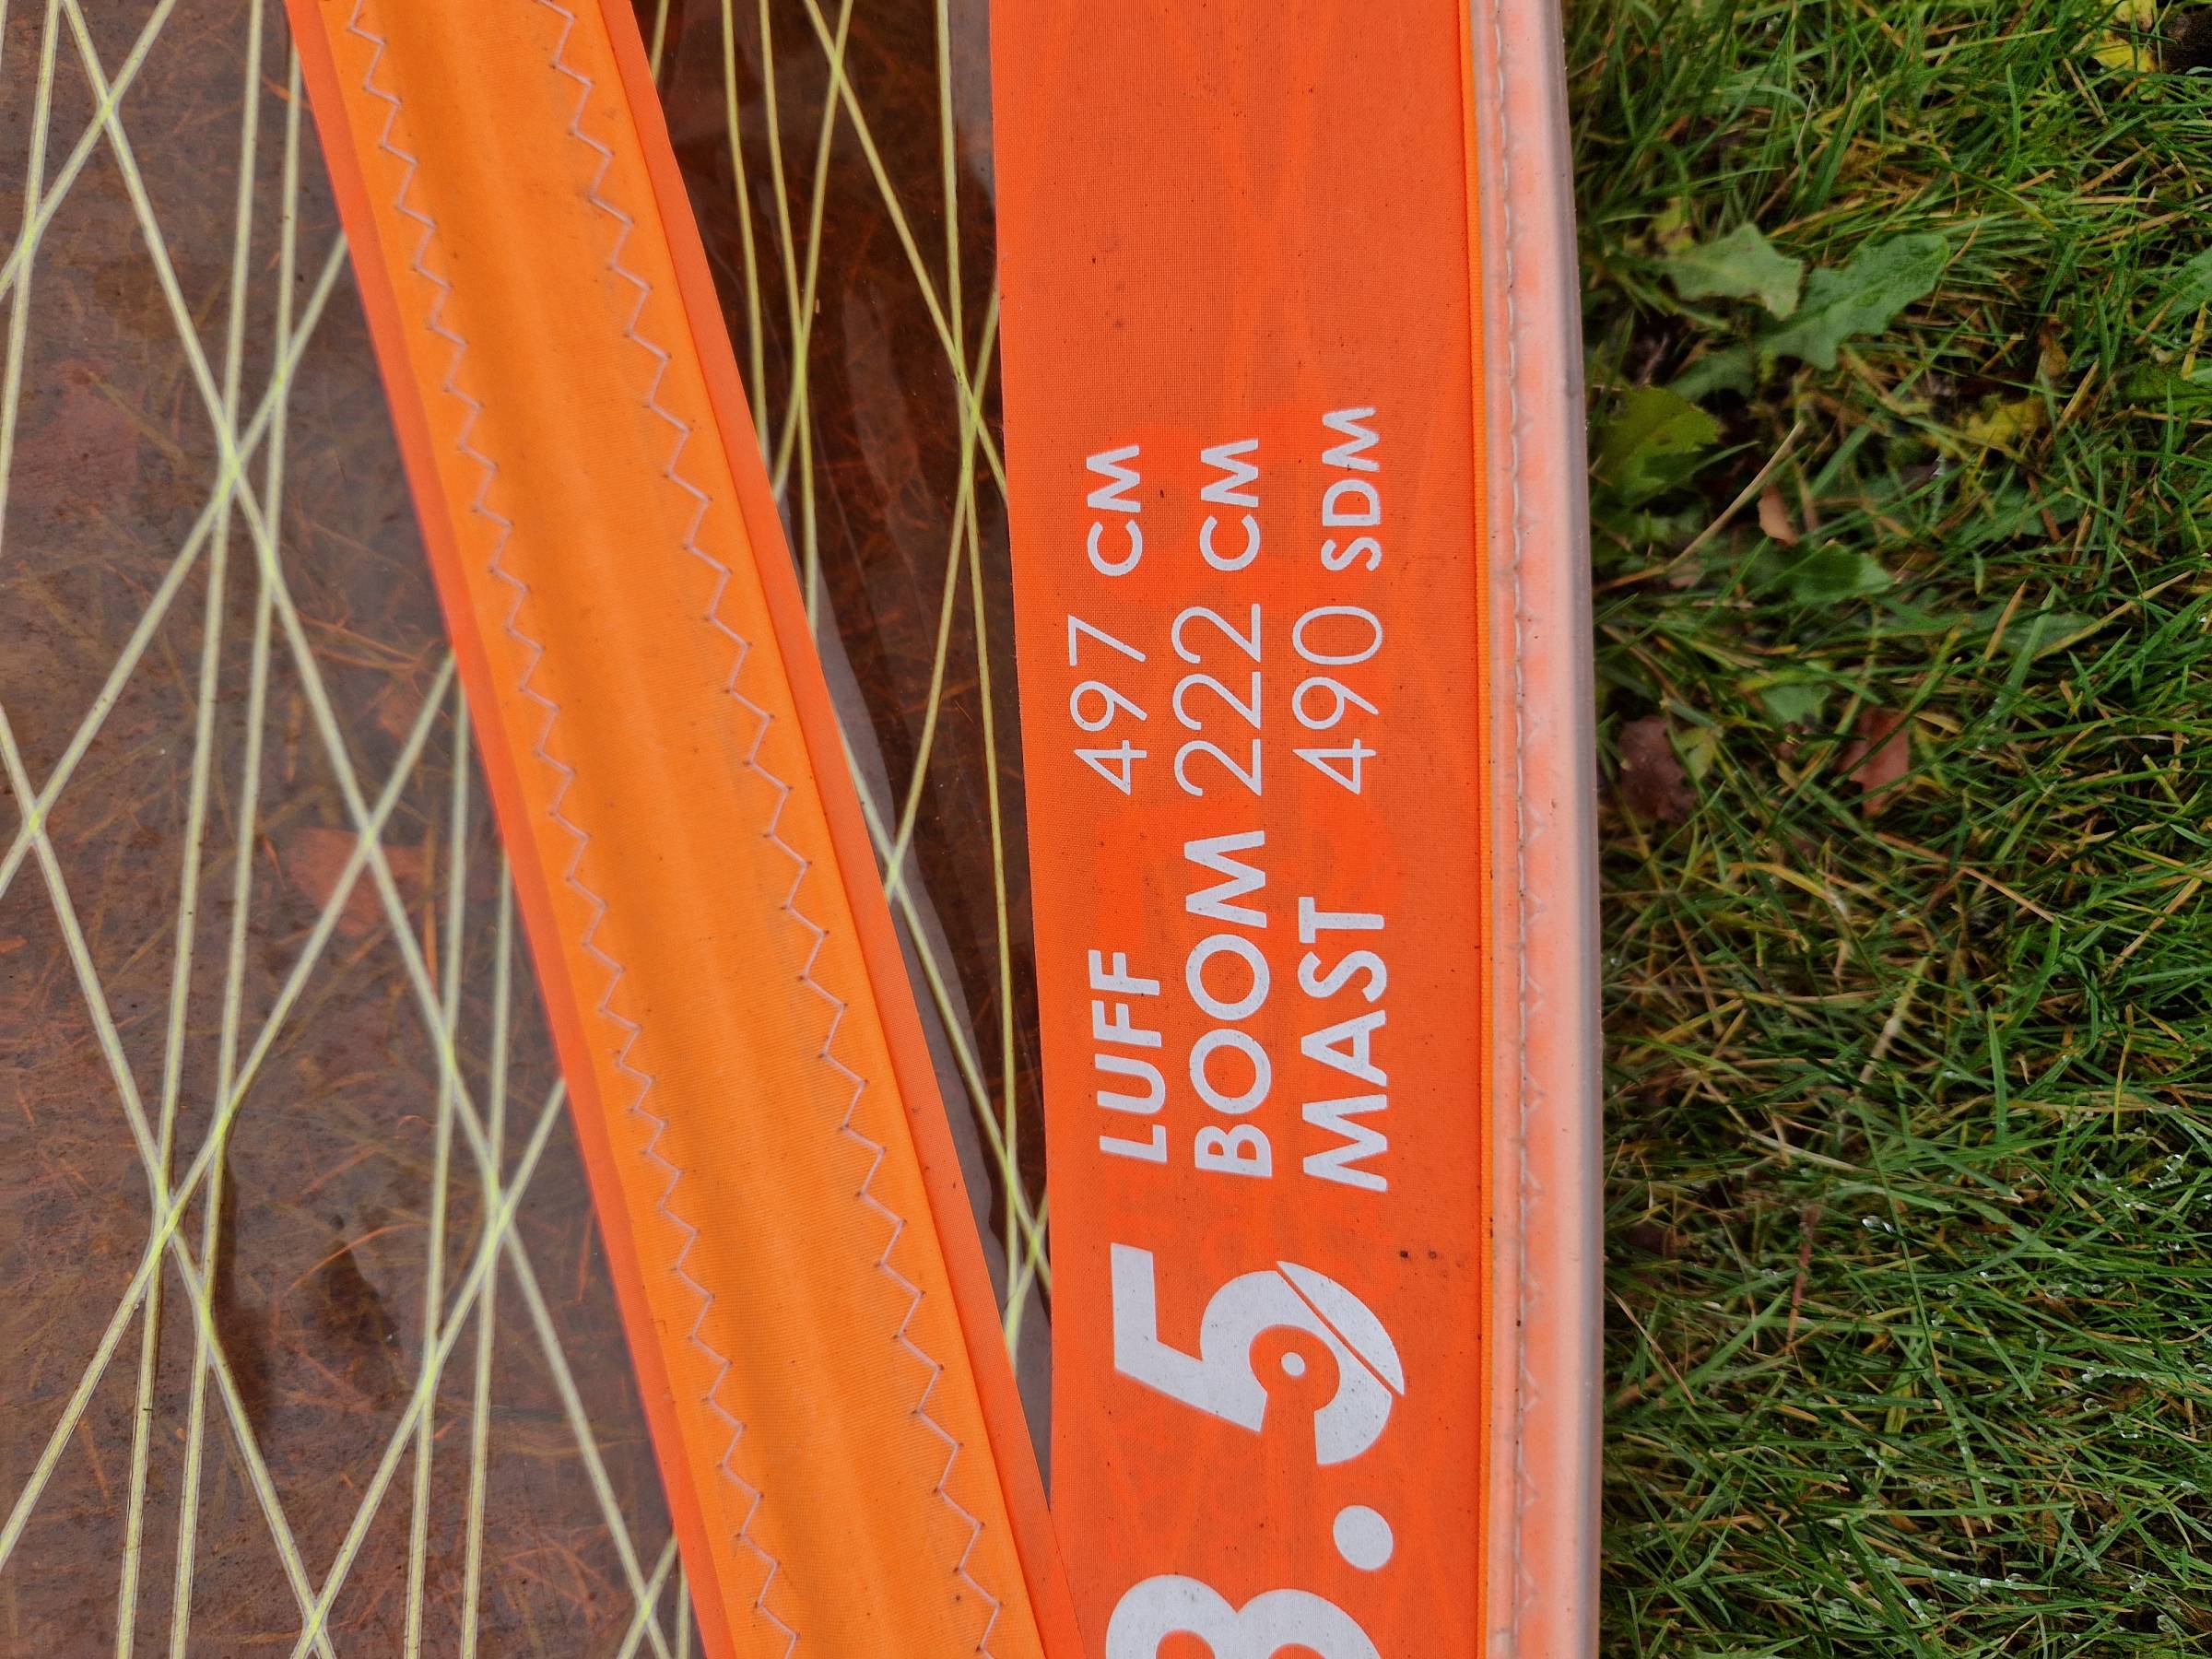 8.5
LUFF 497 CM
BOOM 222 CM
MAST 490 SDM